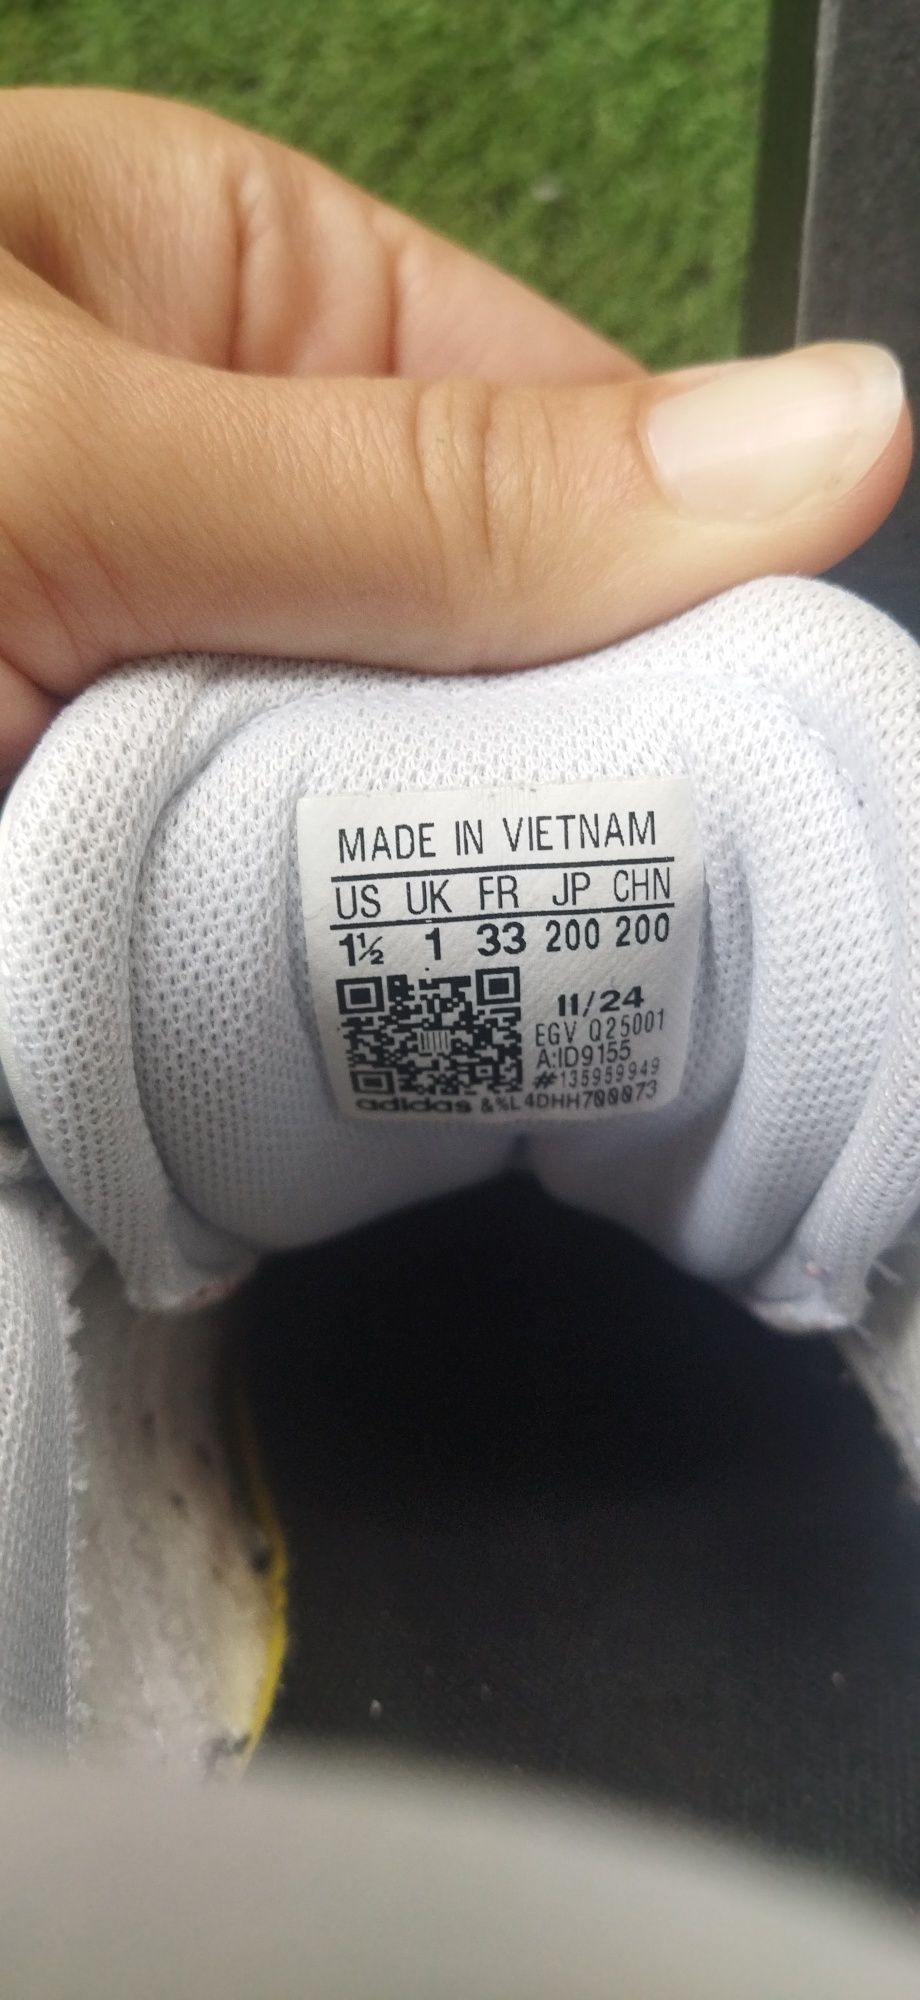 MADE IN VIETNAM
US UK FR JP CHN
1½ 1 33 200 200
11/24
EGV Q25001
A:ID9155
#135959949
adidas &%L4DHH700073